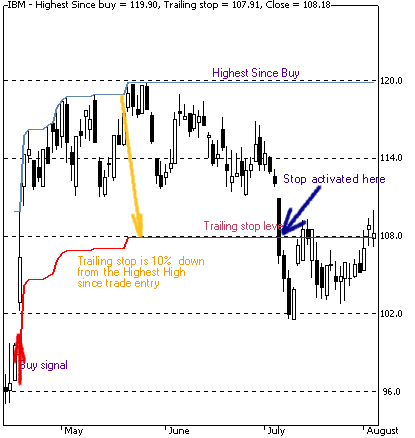 IBM - Highest Since buy = 119.90, Trailing stop = 107.91, Close = 108.18
Highest Since Buy
120.0
114.0
Stop activated here
Trailing stop level
108.0
Trailing stop is 10% down
from the Highest High
since trade entry
102.0
Buy signal
96.0
May
June
July
August